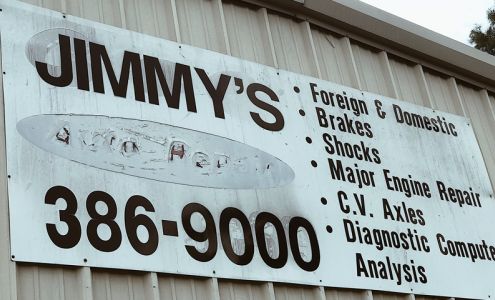 JIMMY'S
386-9000
• Foreign & Domestic
• Brakes
• Shocks
• Major Engine Repair
• C.V. Axles
• Diagnostic Compute
Analysis